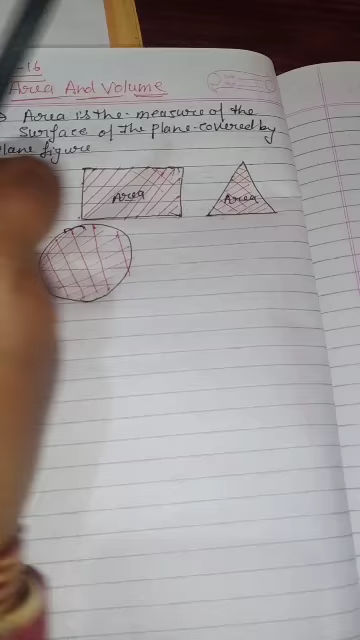 -16
Area And Volume
Area is the measure of the
surface of the plane covered by
plane figure
Area
Area